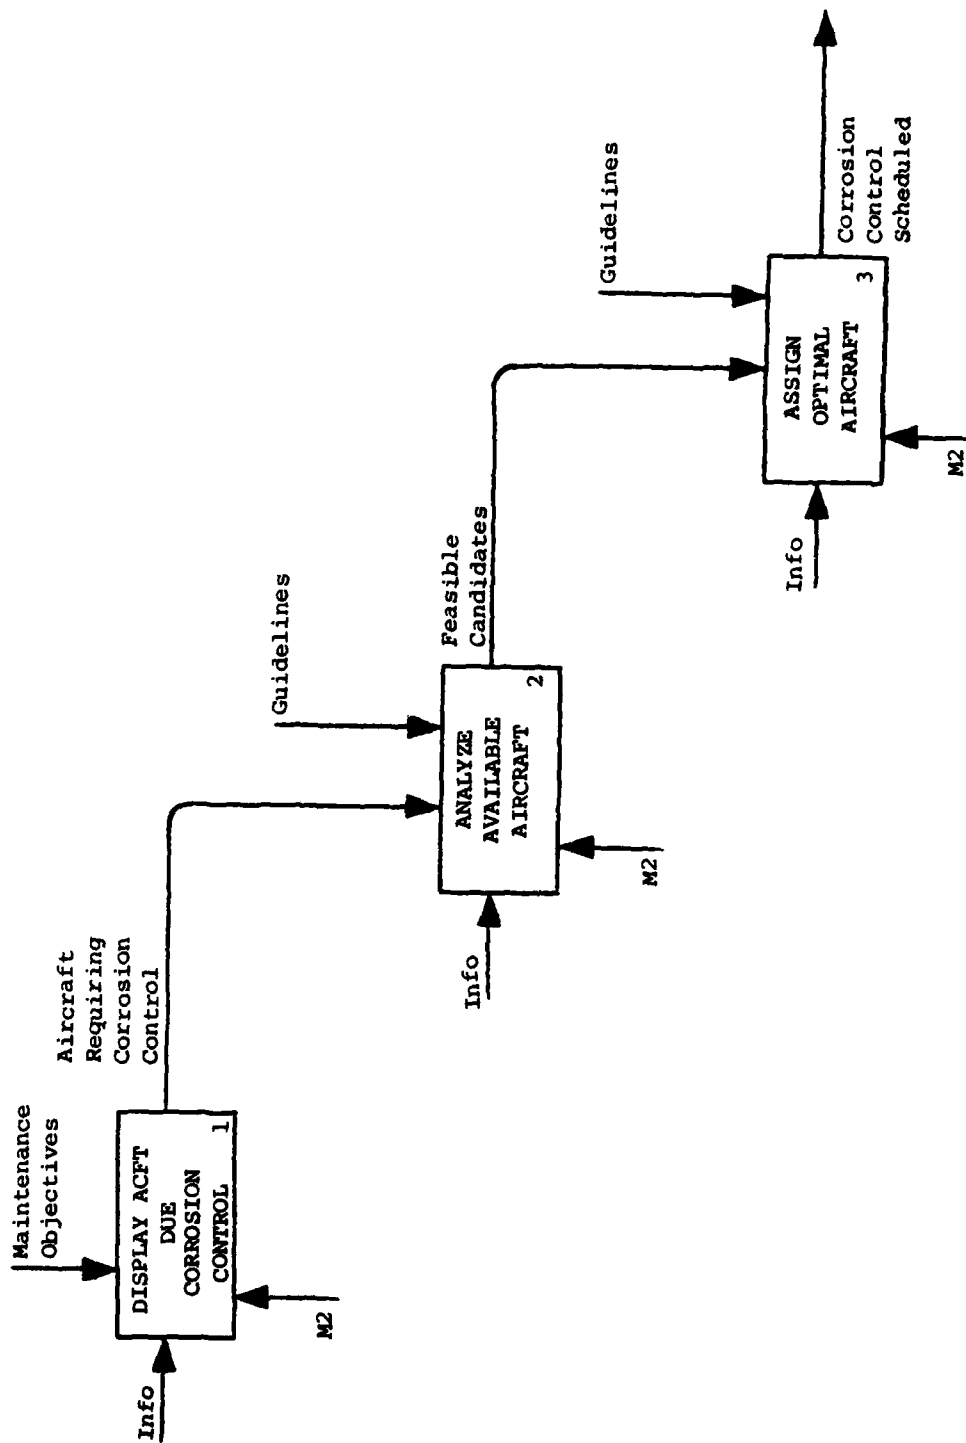 Maintenance
Objectives
Info
DISPLAY ACFT
DUE
CORROSION
CONTROL
1
M2
Aircraft
Requiring
Corrosion
Control
Guidelines
Info
ANALYZE
AVAILABLE
AIRCRAFT
2
M2
Feasible
Candidates
Guidelines
Info
ASSIGN
OPTIMAL
AIRCRAFT
3
M2
Corrosion
Control
Scheduled